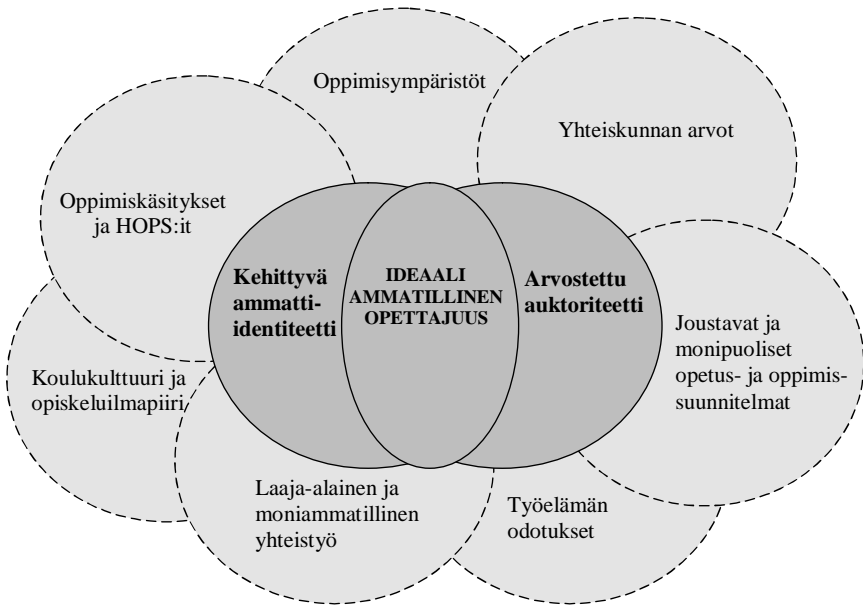 Oppimisympäristöt
Yhteiskunnan arvot
Oppimiskäsitykset
ja HOPS:it
Kehittyvä
ammatti-
identiteetti
IDEAALI
AMMATILLINEN
OPETTAJUUS
Arvostettu
auktoriteetti
Joustavat ja
monipuoliset
opetus- ja oppimis-
suunnitelmat
Koulukulttuuri ja
opiskeluilmapiiri
Laaja-alainen ja
moniammatillinen
yhteistyö
Työelämän
odotukset